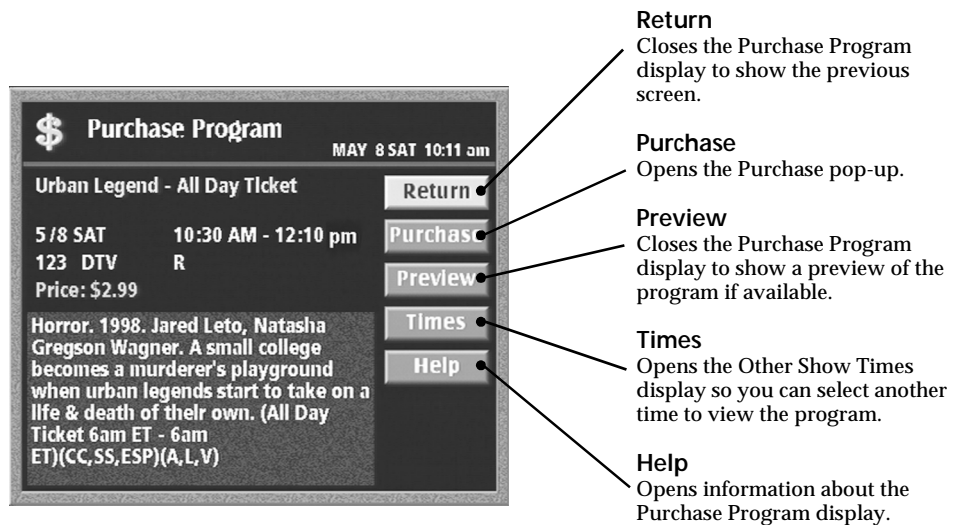 $ Purchase Program
MAY 8 SAT 10:11 am
Urban Legend - All Day Ticket
5/8 SAT 10:30 AM - 12:10 pm
123 DTV R
Price: $2.99
Horror. 1998. Jared Leto, Natasha
Gregson Wagner. A small college
becomes a murderer's playground
when urban legends start to take on a
life & death of their own. (All Day
Ticket 6am ET - 6am
ET)(CC,SS,ESP)(A,L,V)
Return
Purchase
Preview
Times
Help
Return
Closes the Purchase Program
display to show the previous
screen.
Purchase
Opens the Purchase pop-up.
Preview
Closes the Purchase Program
display to show a preview of the
program if available.
Times
Opens the Other Show Times
display so you can select another
time to view the program.
Help
Opens information about the
Purchase Program display.